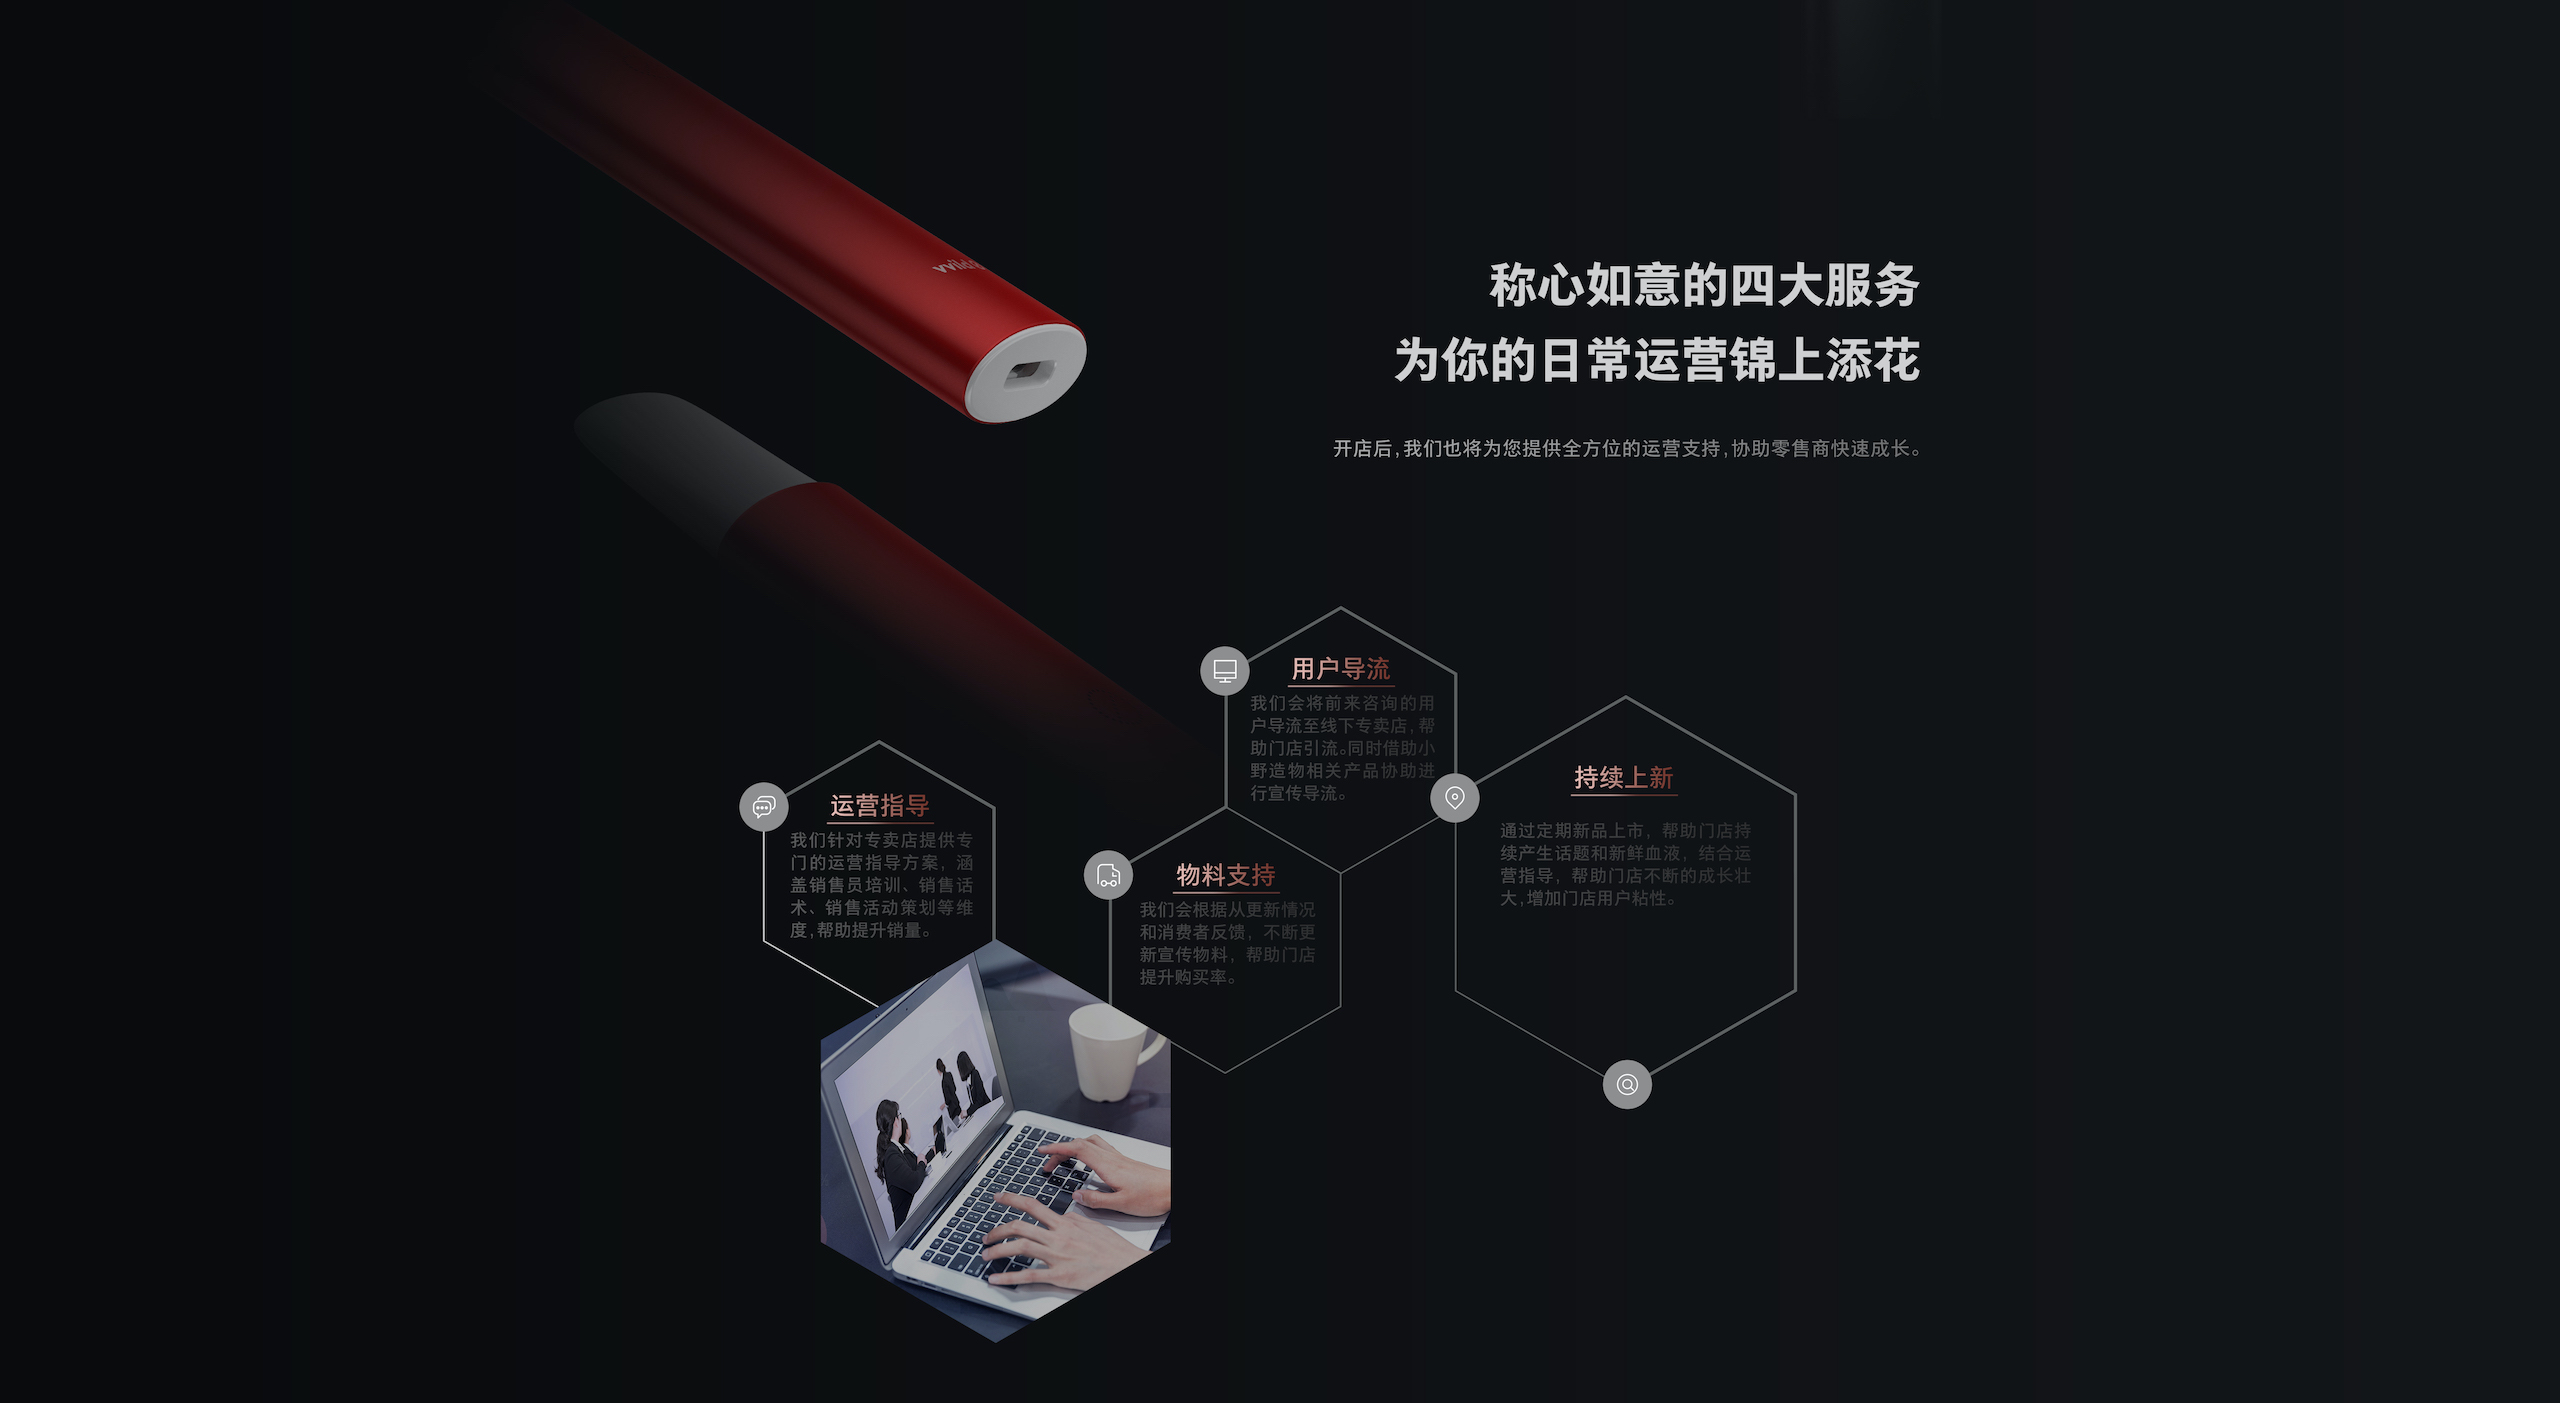 称心如意的四大服务
为你的日常运营锦上添花
开店后,我们也将为您提供全方位的运营支持,协助零售商快速成长。
用户导流
我们会将前来咨询的用
户导流至线下专卖店,帮
助门店引流。同时借助小
野造物相关产品协助进
行宣传导流。
持续上新
通过定期新品上市，帮助门店持
续产生话题和新鲜血液，结合运
营指导，帮助门店不断的成长壮
大,增加门店用户粘性。
运营指导
我们针对专卖店提供专
门的运营指导方案，涵
盖销售员培训、销售话
术、销售活动策划等维
度,帮助提升销量。
物料支持
我们会根据从更新情况
和消费者反馈，不断更
新宣传物料，帮助门店
提升购买率。